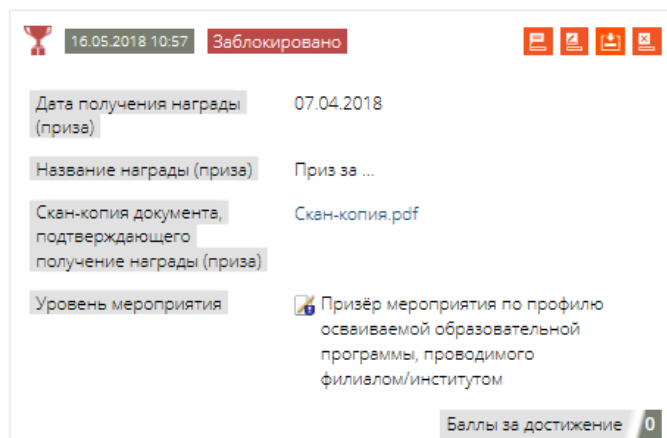 16.05.2018 10:57 Заблокировано
Дата получения награды 07.04.2018
(приза)
Название награды (приза) Приз за ...
Скан-копия документа, Скан-копия.pdf
подтверждающего
получение награды (приза)
Уровень мероприятия Призёр мероприятия по профилю
осваиваемой образовательной
программы, проводимого
филиалом/институтом
Баллы за достижение 0